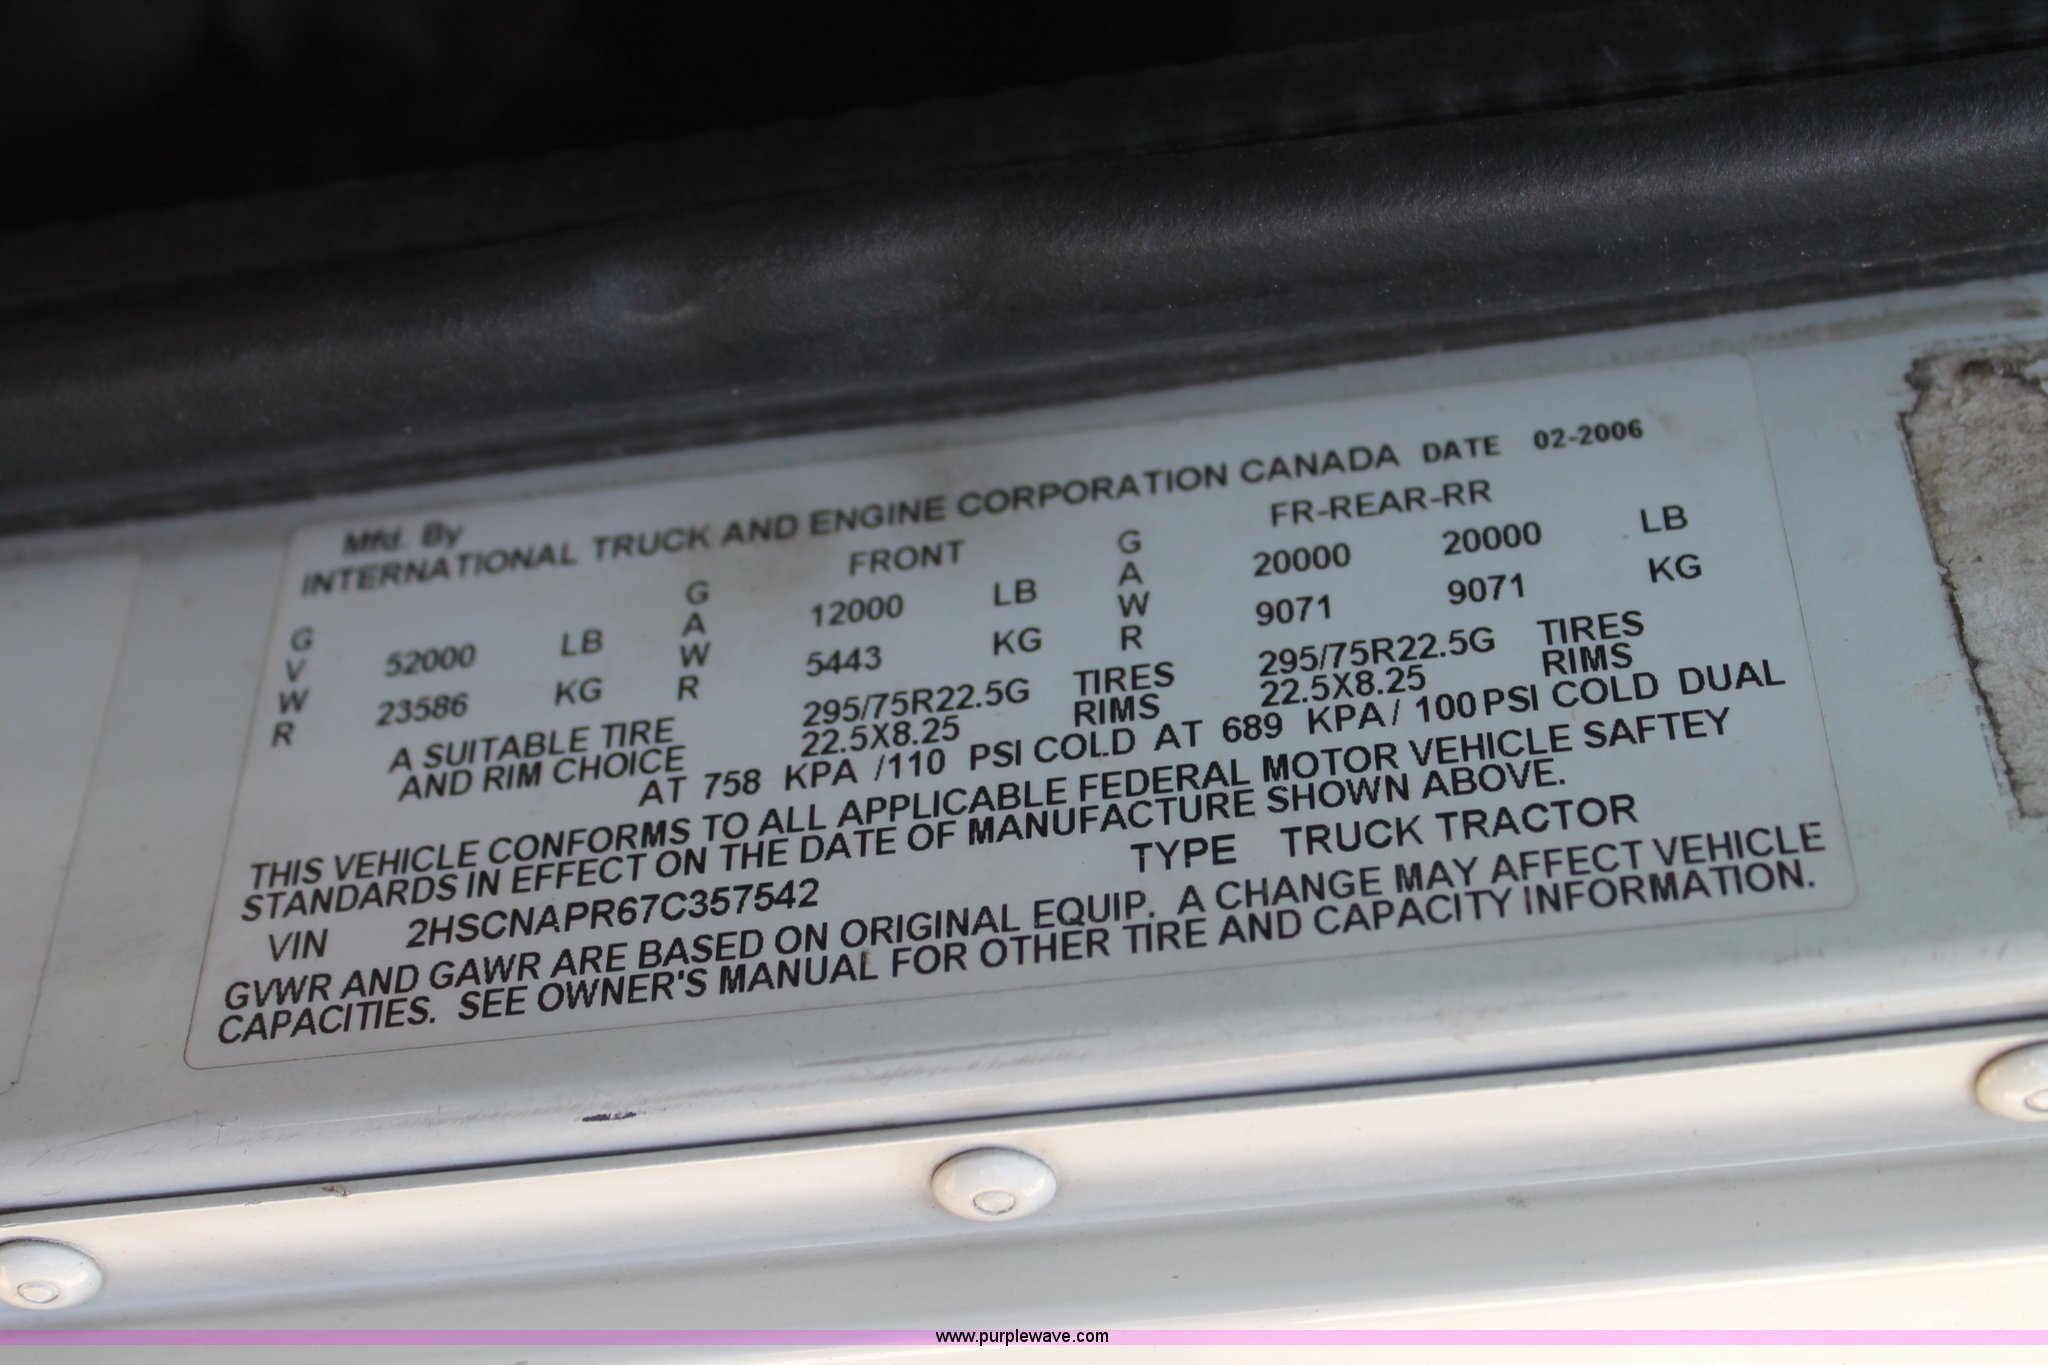 Mfd. By
INTERNATIONAL TRUCK AND ENGINE CORPORATION CANADA DATE 02-2006
FRONT FR-REAR-RR
G V W R 52000 LB G A W R 12000 LB G A W R 20000 20000 LB
23586 KG 5443 KG 9071 9071 KG
A SUITABLE TIRE 295/75R22.5G TIRES 295/75R22.5G TIRES
AND RIM CHOICE 22.5X8.25 RIMS 22.5X8.25 RIMS
AT 758 KPA /110 PSI COLD AT 689 KPA/ 100 PSI COLD DUAL
THIS VEHICLE CONFORMS TO ALL APPLICABLE FEDERAL MOTOR VEHICLE SAFTEY
STANDARDS IN EFFECT ON THE DATE OF MANUFACTURE SHOWN ABOVE.
VIN 2HSCNAPR67C357542 TYPE TRUCK TRACTOR
GVWR AND GAWR ARE BASED ON ORIGINAL EQUIP. A CHANGE MAY AFFECT VEHICLE
CAPACITIES. SEE OWNER'S MANUAL FOR OTHER TIRE AND CAPACITY INFORMATION.
www.purplewave.com